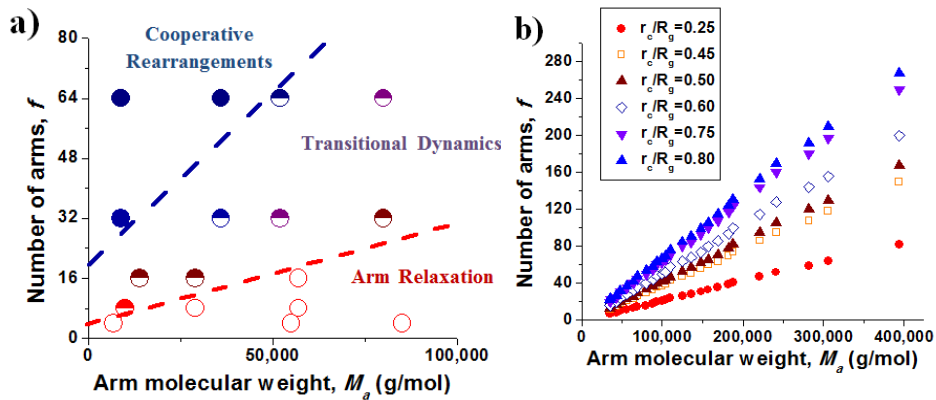 a)
80
64
48
32
16
0
Number of arms, f
Cooperative
Rearrangements
Transitional Dynamics
Arm Relaxation
0 50,000 100,000
Arm molecular weight, Ma (g/mol)
b)
rc/Rg=0.25
rc/Rg=0.45
rc/Rg=0.50
rc/Rg=0.60
rc/Rg=0.75
rc/Rg=0.80
280
240
200
160
120
80
40
0
Number of arms, f
0 100,000 200,000 300,000 400,000
Arm molecular weight, Ma (g/mol)